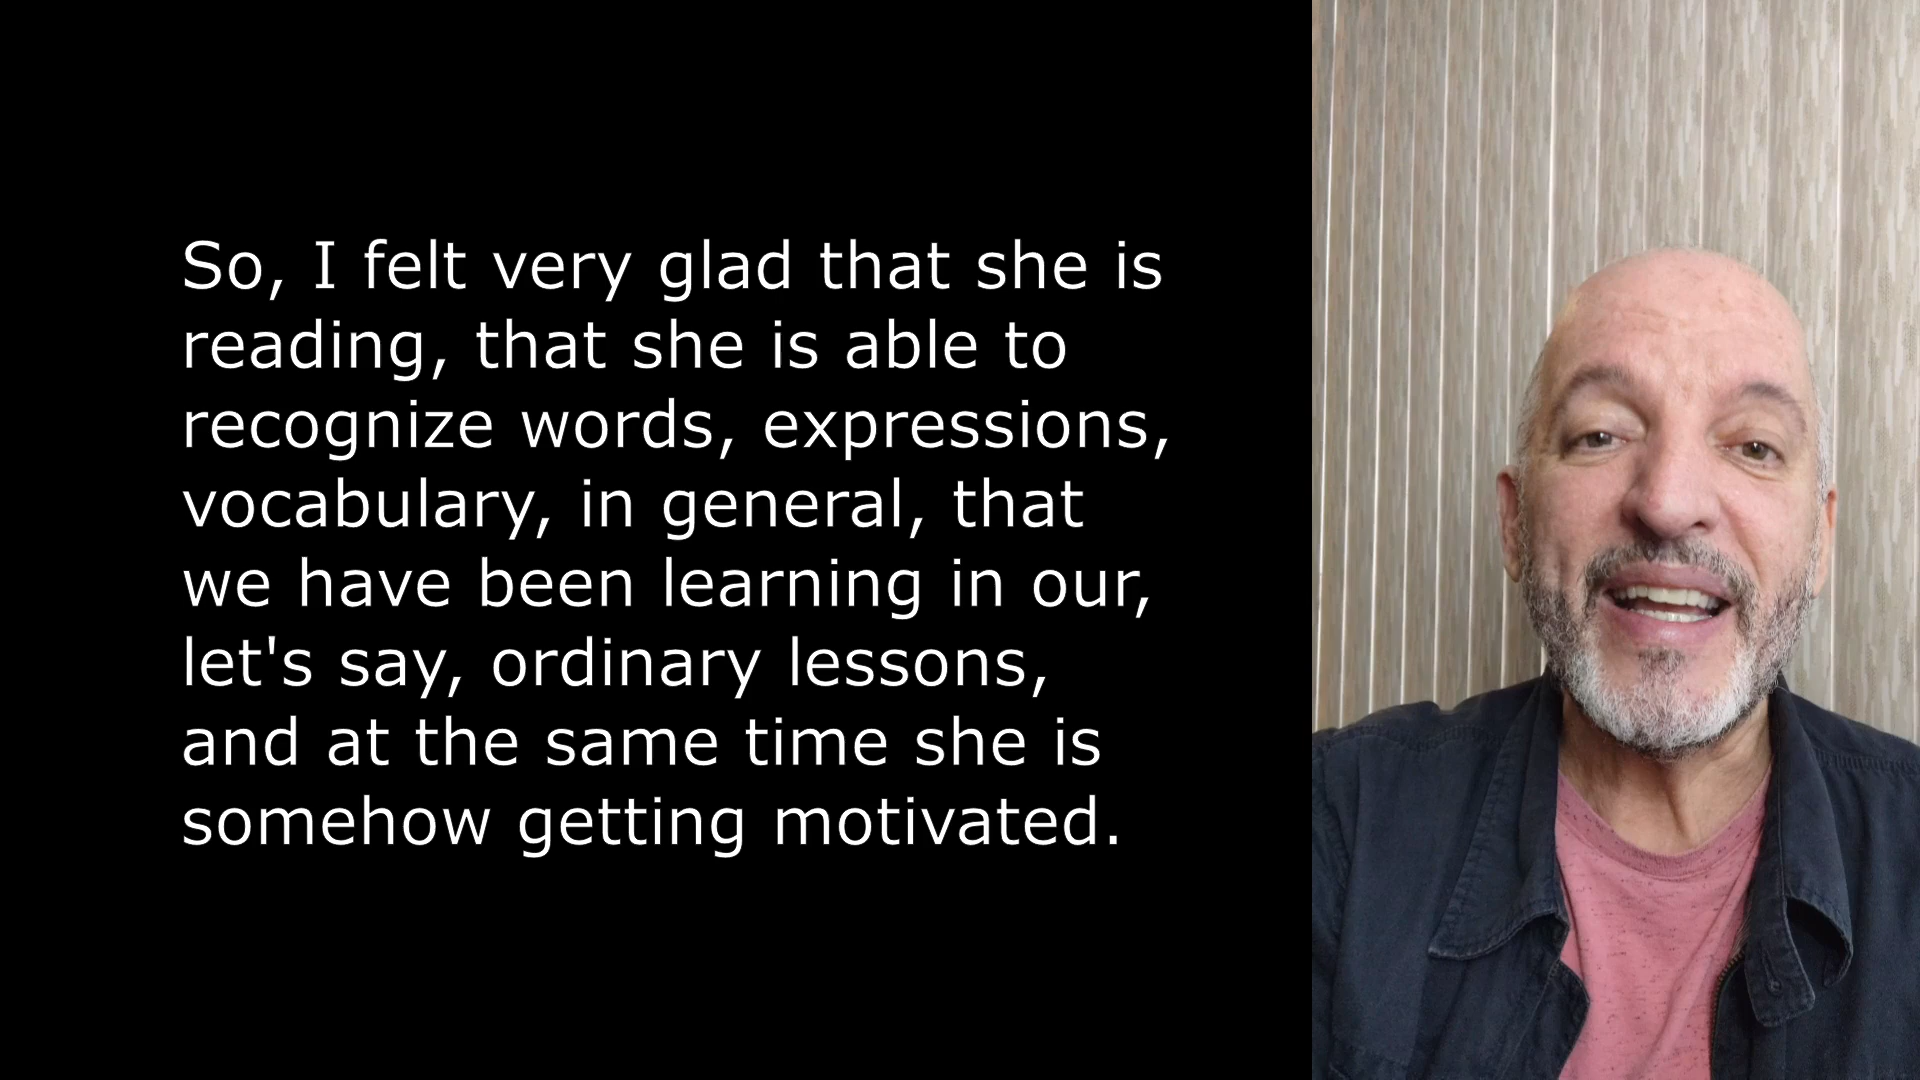 So, I felt very glad that she is
reading, that she is able to
recognize words, expressions,
vocabulary, in general, that
we have been learning in our,
let's say, ordinary lessons,
and at the same time she is
somehow getting motivated.